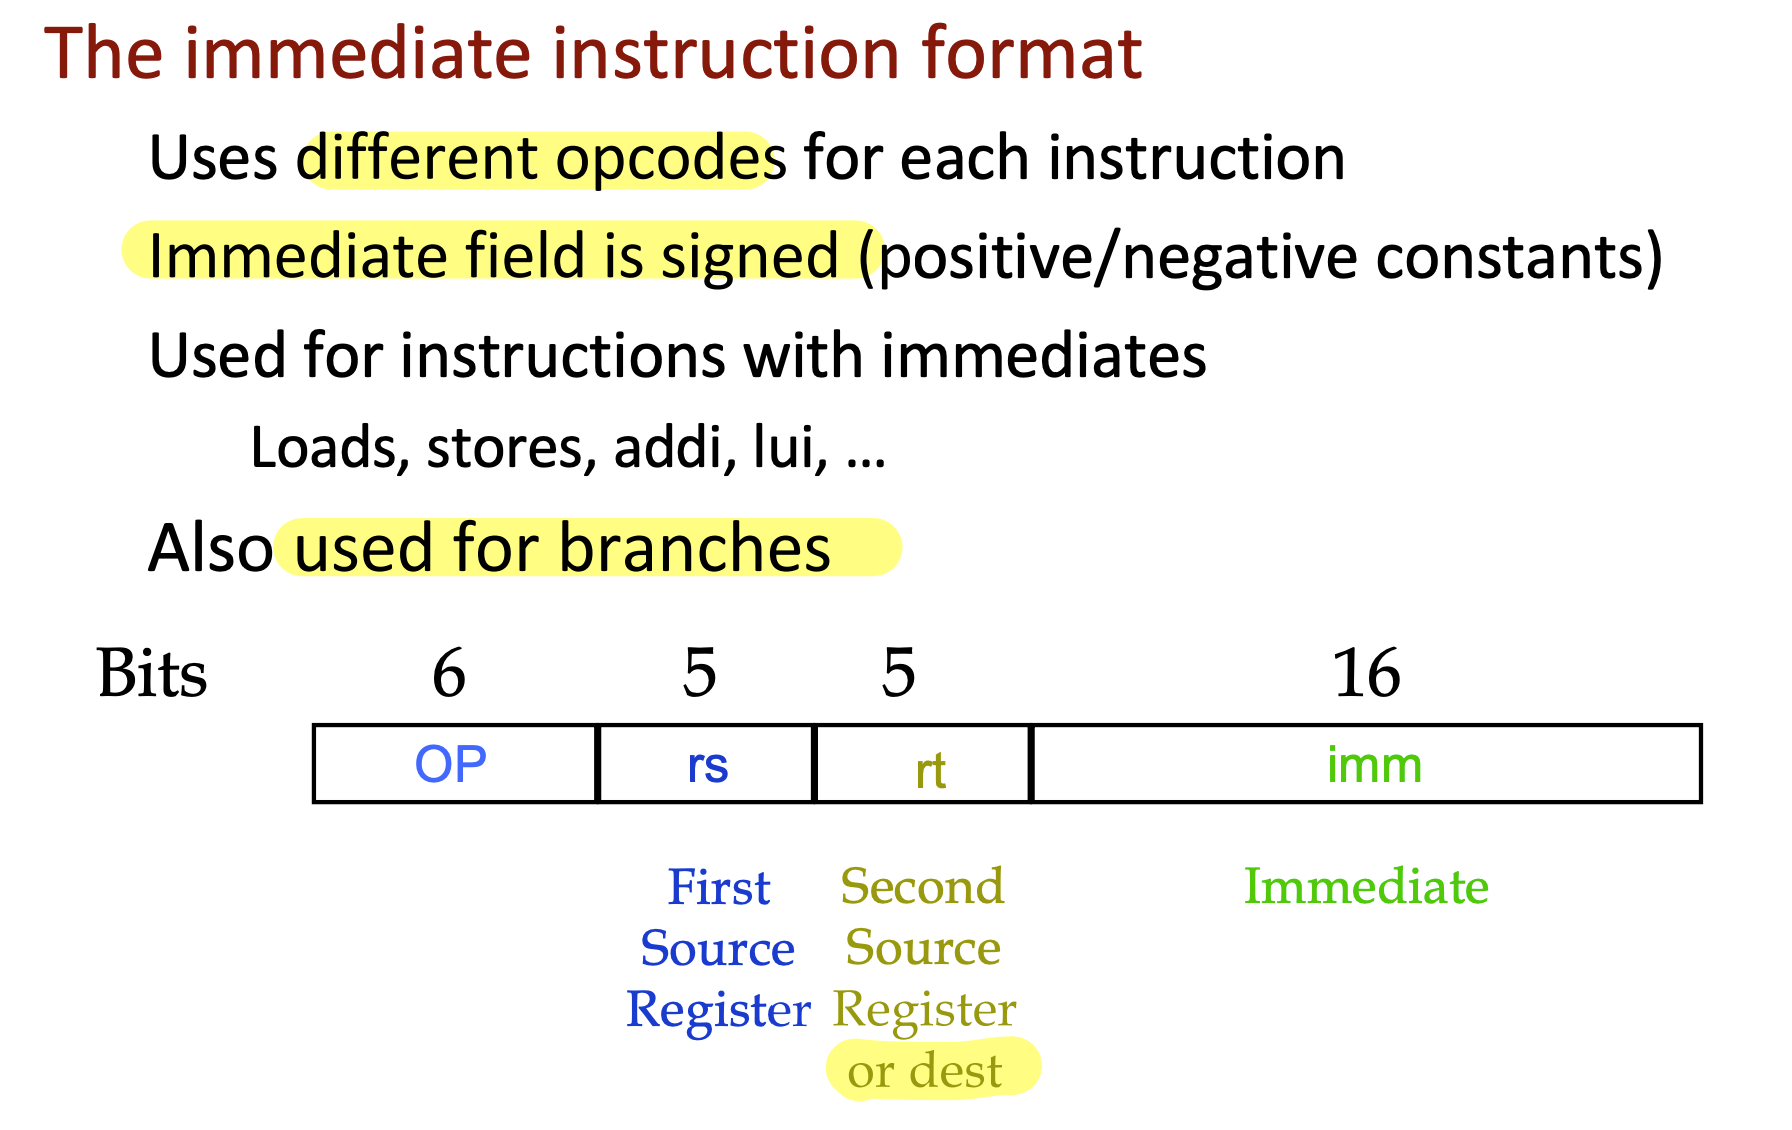 The immediate instruction format
Uses different opcodes for each instruction
Immediate field is signed (positive/negative constants)
Used for instructions with immediates
Loads, stores, addi, lui, ...
Also used for branches
Bits 6 5 5 16
OP rs rt imm
First Second Immediate
Source Source
Register Register
or dest